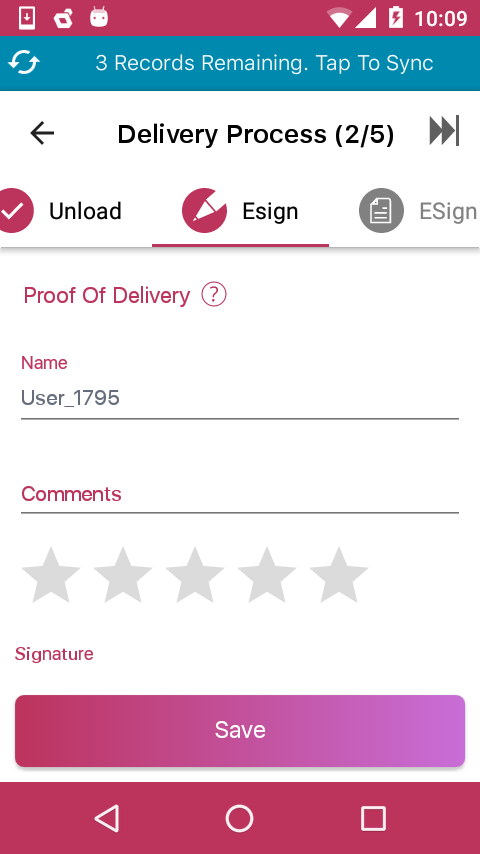 10:09
3 Records Remaining. Tap To Sync
Delivery Process (2/5)
Unload Esign ESign
Proof Of Delivery ?
Name
User_1795
Comments
Signature
Save